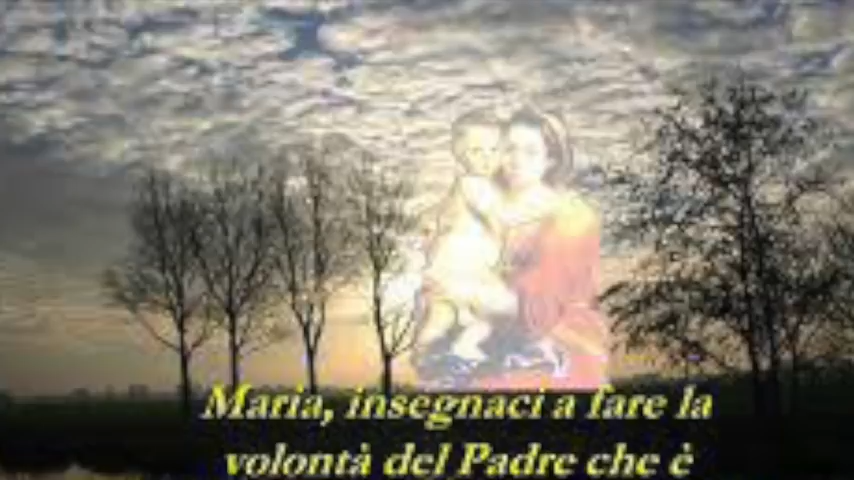 Maria, insegnaci a fare la
volontà del Padre che è